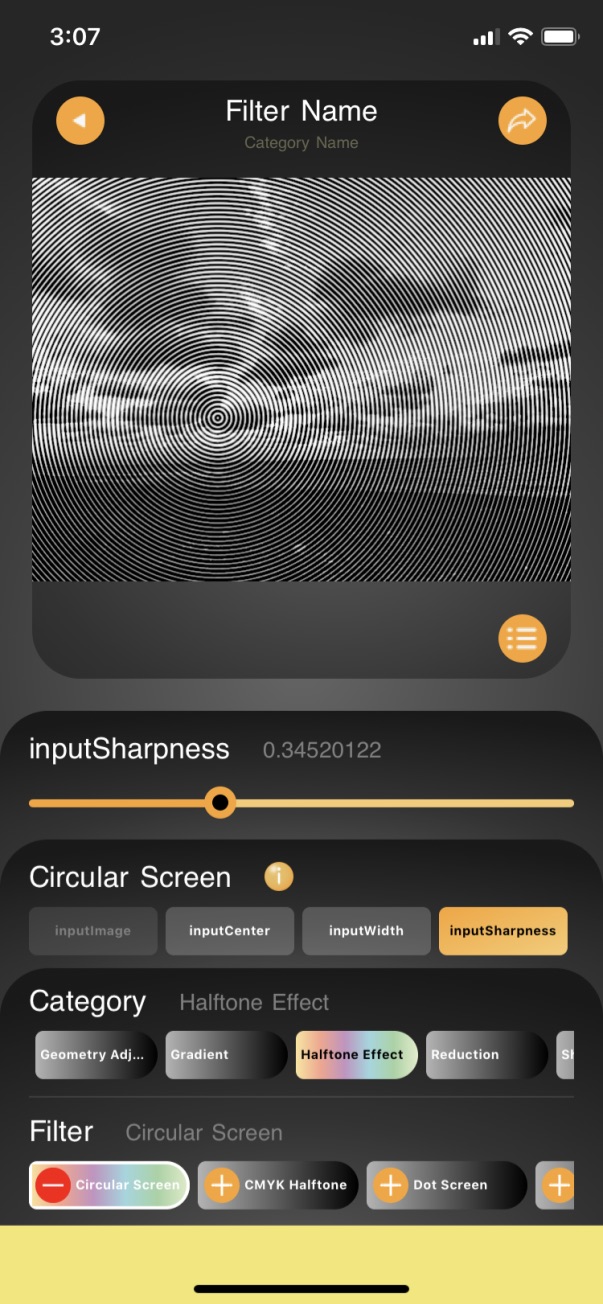 3:07
Filter Name
Category Name
inputSharpness 0.34520122
Circular Screen i
inputImage inputCenter inputWidth inputSharpness
Category Halftone Effect
Geometry Adj... Gradient Halftone Effect Reduction
Filter Circular Screen
Circular Screen CMYK Halftone Dot Screen